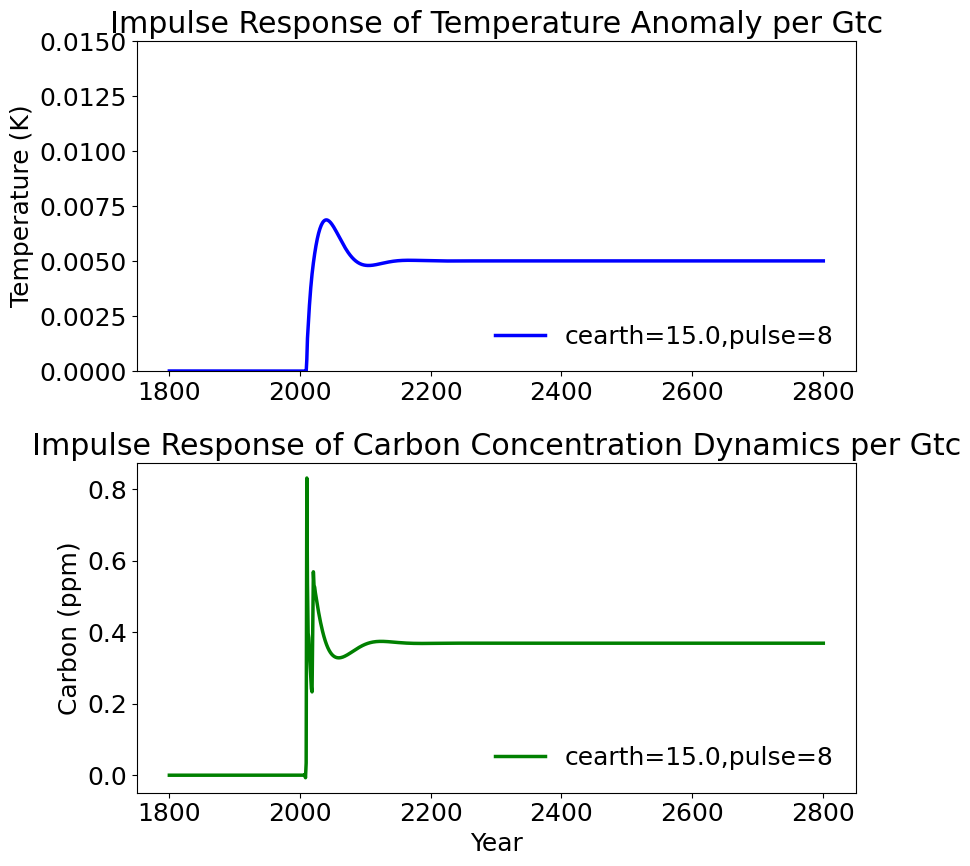 Impulse Response of Temperature Anomaly per Gtc
0.0150
0.0125
0.0100
0.0075
0.0050
0.0025
0.0000
Temperature (K)
cearth=15.0,pulse=8
1800 2000 2200 2400 2600 2800
Impulse Response of Carbon Concentration Dynamics per Gtc
0.8
0.6
0.4
0.2
0.0
Carbon (ppm)
cearth=15.0,pulse=8
1800 2000 2200 2400 2600 2800
Year